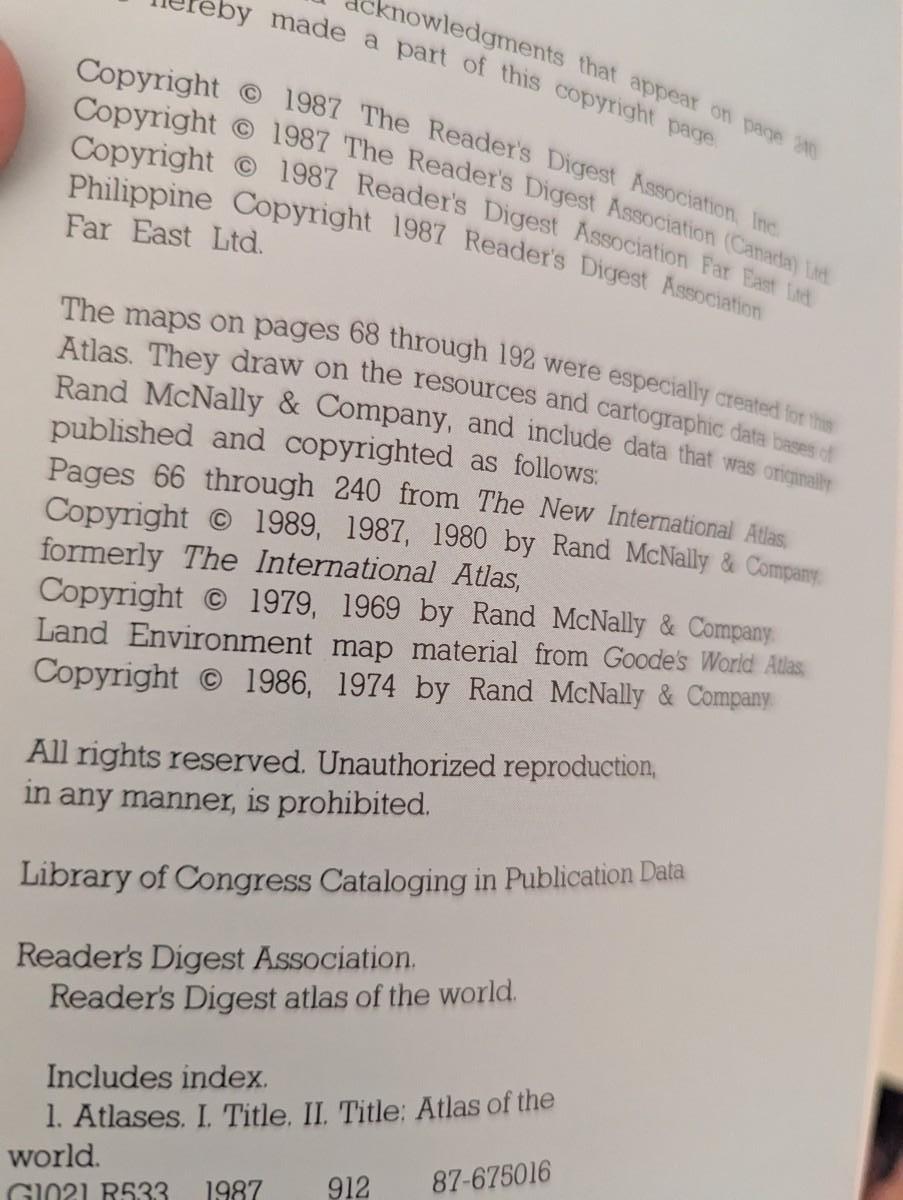 acknowledgments that appear on page 240
hereby made a part of this copyright page.
Copyright © 1987 The Reader's Digest Association, Inc.
Copyright © 1987 The Reader's Digest Association (Canada) Ltd.
Copyright © 1987 Reader's Digest Association Far East Ltd.
Philippine Copyright 1987 Reader's Digest Association
Far East Ltd.
The maps on pages 68 through 192 were especially created for this
Atlas. They draw on the resources and cartographic data bases of
Rand McNally & Company, and include data that was originally
published and copyrighted as follows:
Pages 66 through 240 from The New International Atlas,
Copyright © 1989, 1987, 1980 by Rand McNally & Company.
formerly The International Atlas,
Copyright © 1979, 1969 by Rand McNally & Company.
Land Environment map material from Goode's World Atlas,
Copyright © 1986, 1974 by Rand McNally & Company.
All rights reserved. Unauthorized reproduction,
in any manner, is prohibited.
Library of Congress Cataloging in Publication Data
Reader's Digest Association.
Reader's Digest atlas of the world.
Includes index.
1. Atlases. I. Title. II. Title: Atlas of the
world.
G1021 R533 1987 912 87-675016